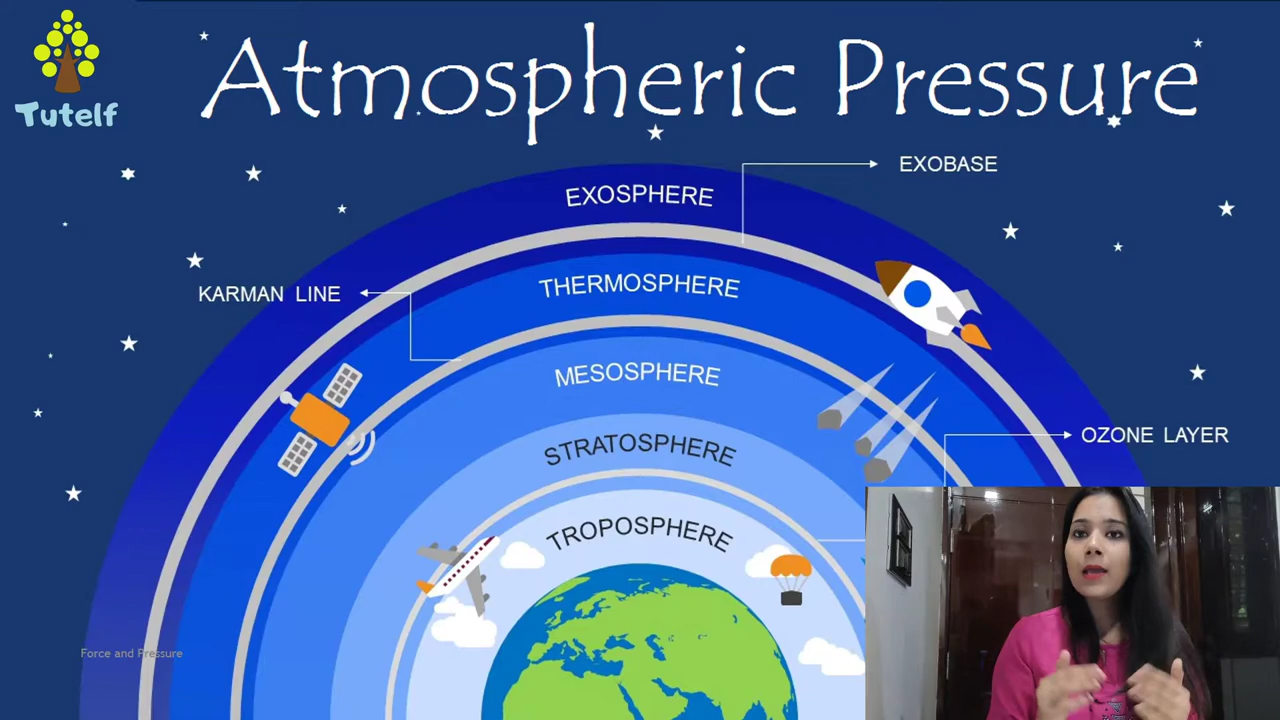 Tutelf
Atmospheric Pressure
EXOBASE
EXOSPHERE
THERMOSPHERE
KARMAN LINE
MESOSPHERE
OZONE LAYER
STRATOSPHERE
TROPOSPHERE
Force and Pressure